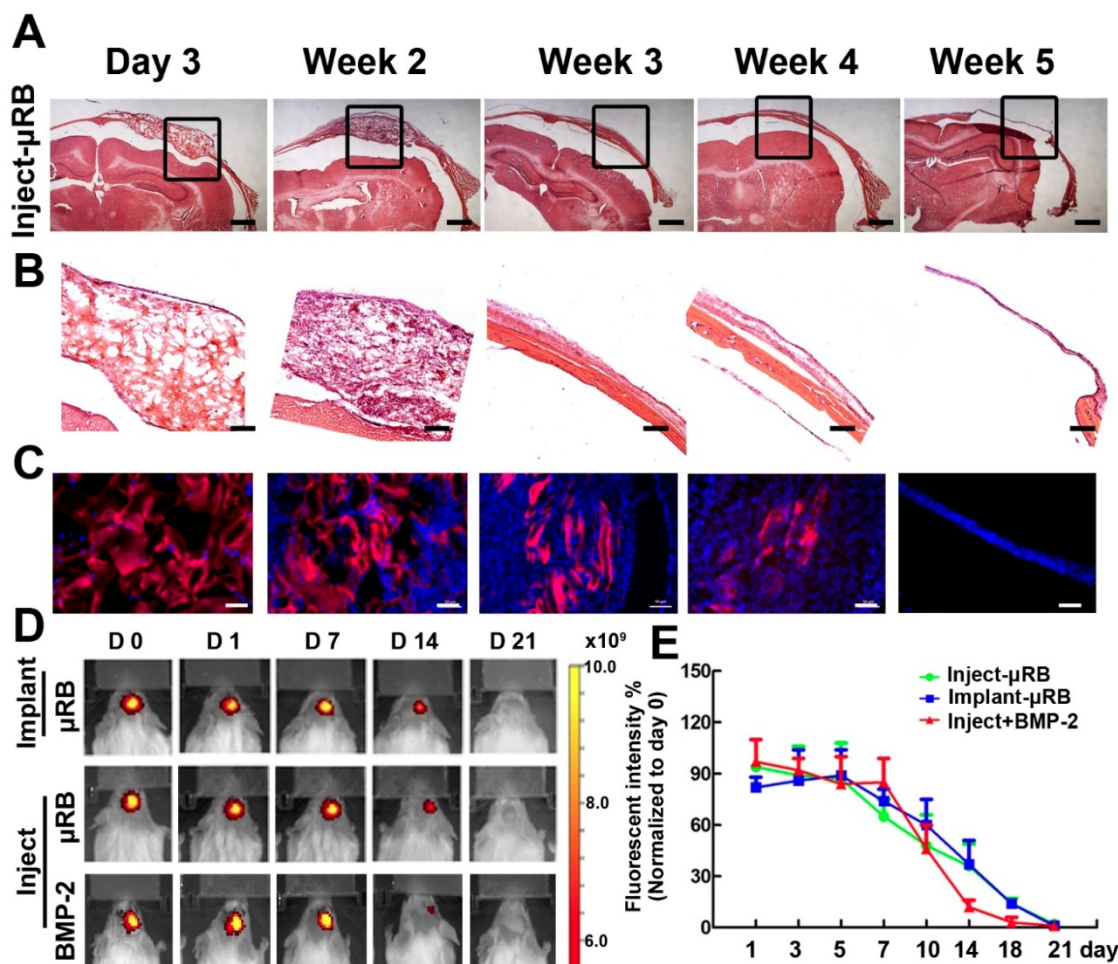 A
Day 3 Week 2 Week 3 Week 4 Week 5
Inject-μRB
B
C
D
D 0 D 1 D 7 D 14 D 21
x10⁹
10.0
8.0
6.0
Implant
μRB
Inject
μRB
BMP-2
E
Fluorescent intensity %
(Normalized to day 0)
150
120
90
60
30
0
Inject-μRB
Implant-μRB
Inject+BMP-2
1 3 5 7 10 14 18 21 day